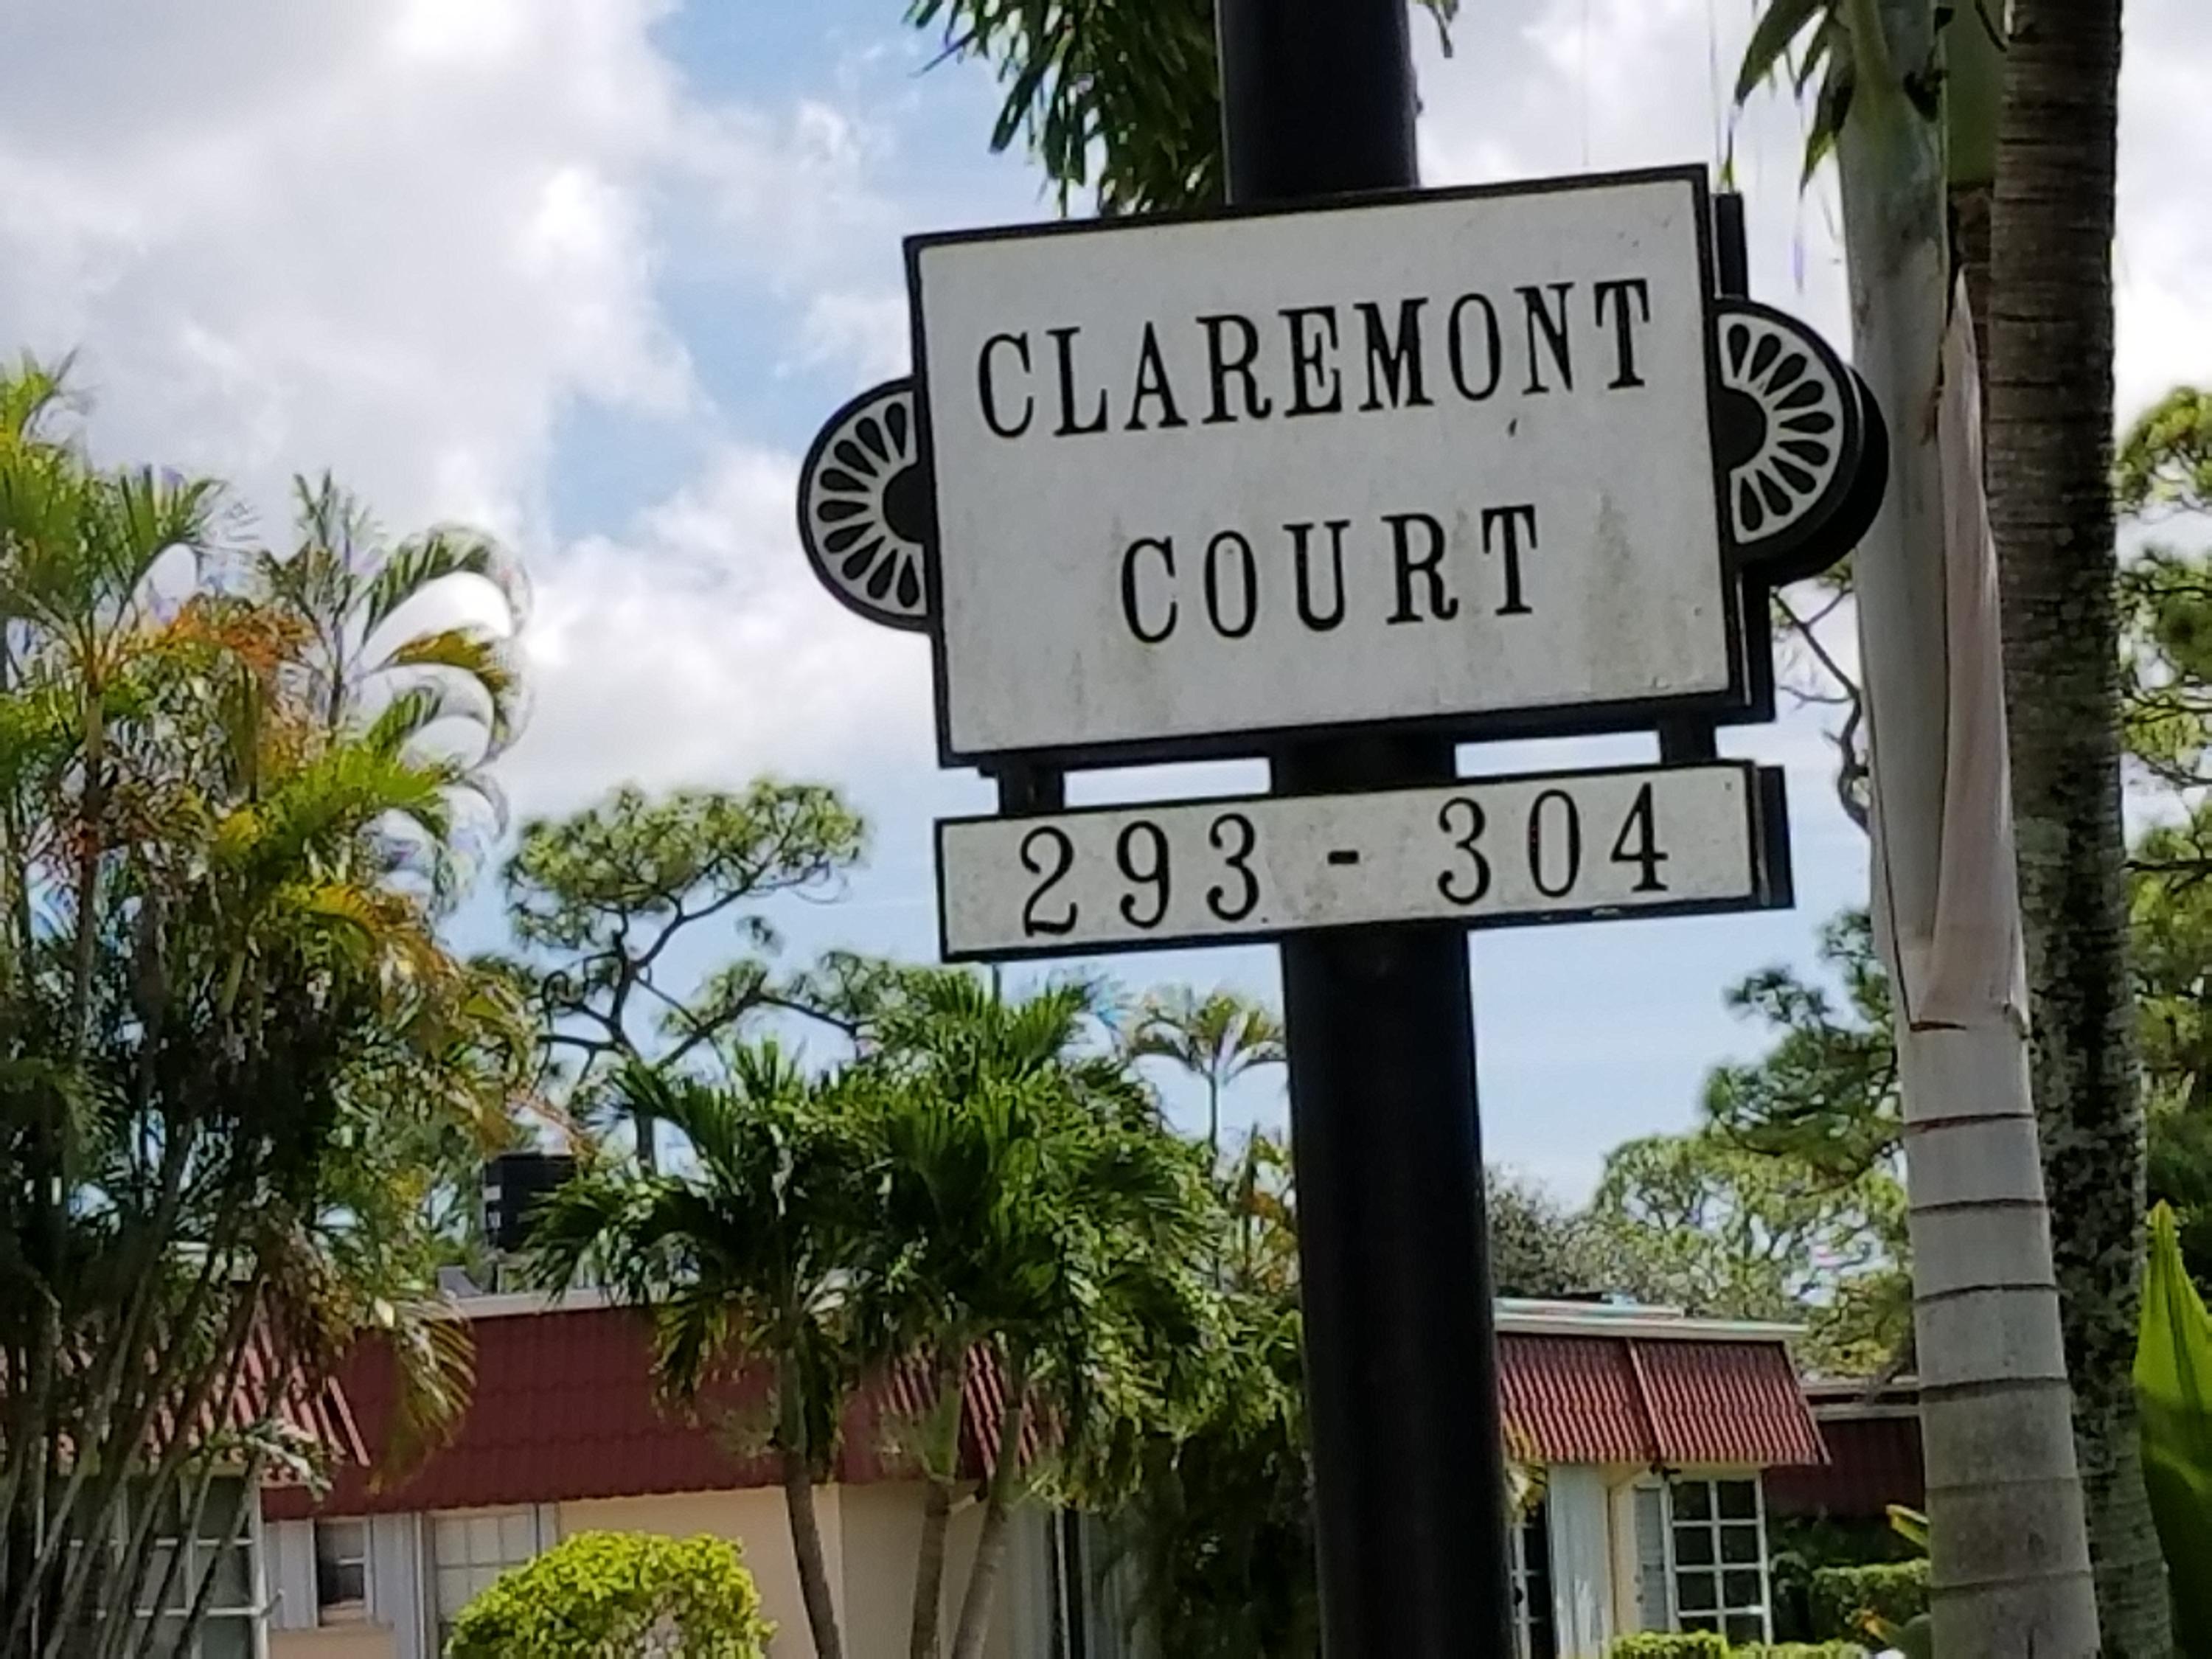 CLAREMONT
COURT
293 - 304